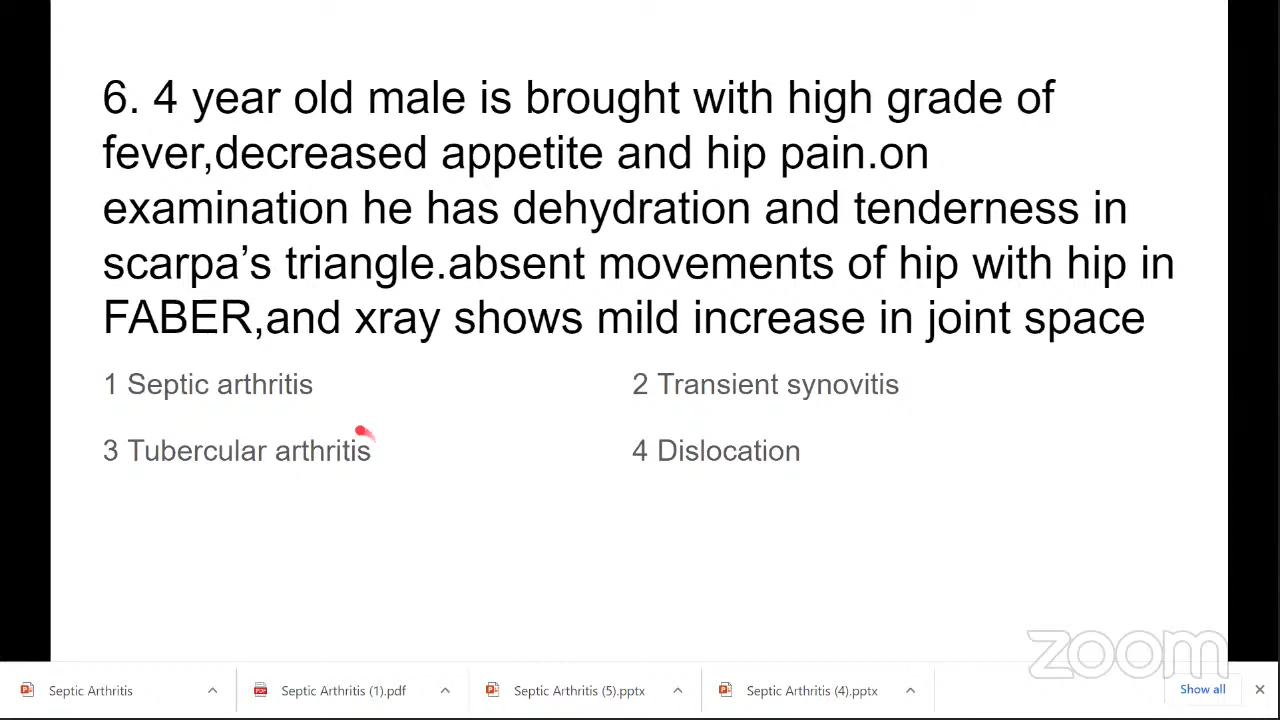 6. 4 year old male is brought with high grade of
fever,decreased appetite and hip pain.on
examination he has dehydration and tenderness in
scarpa’s triangle.absent movements of hip with hip in
FABER,and xray shows mild increase in joint space
1 Septic arthritis
2 Transient synovitis
3 Tubercular arthritis
4 Dislocation
zoom
Septic Arthritis
Septic Arthritis (1).pdf
Septic Arthritis (5).pptx
Septic Arthritis (4).pptx
Show all